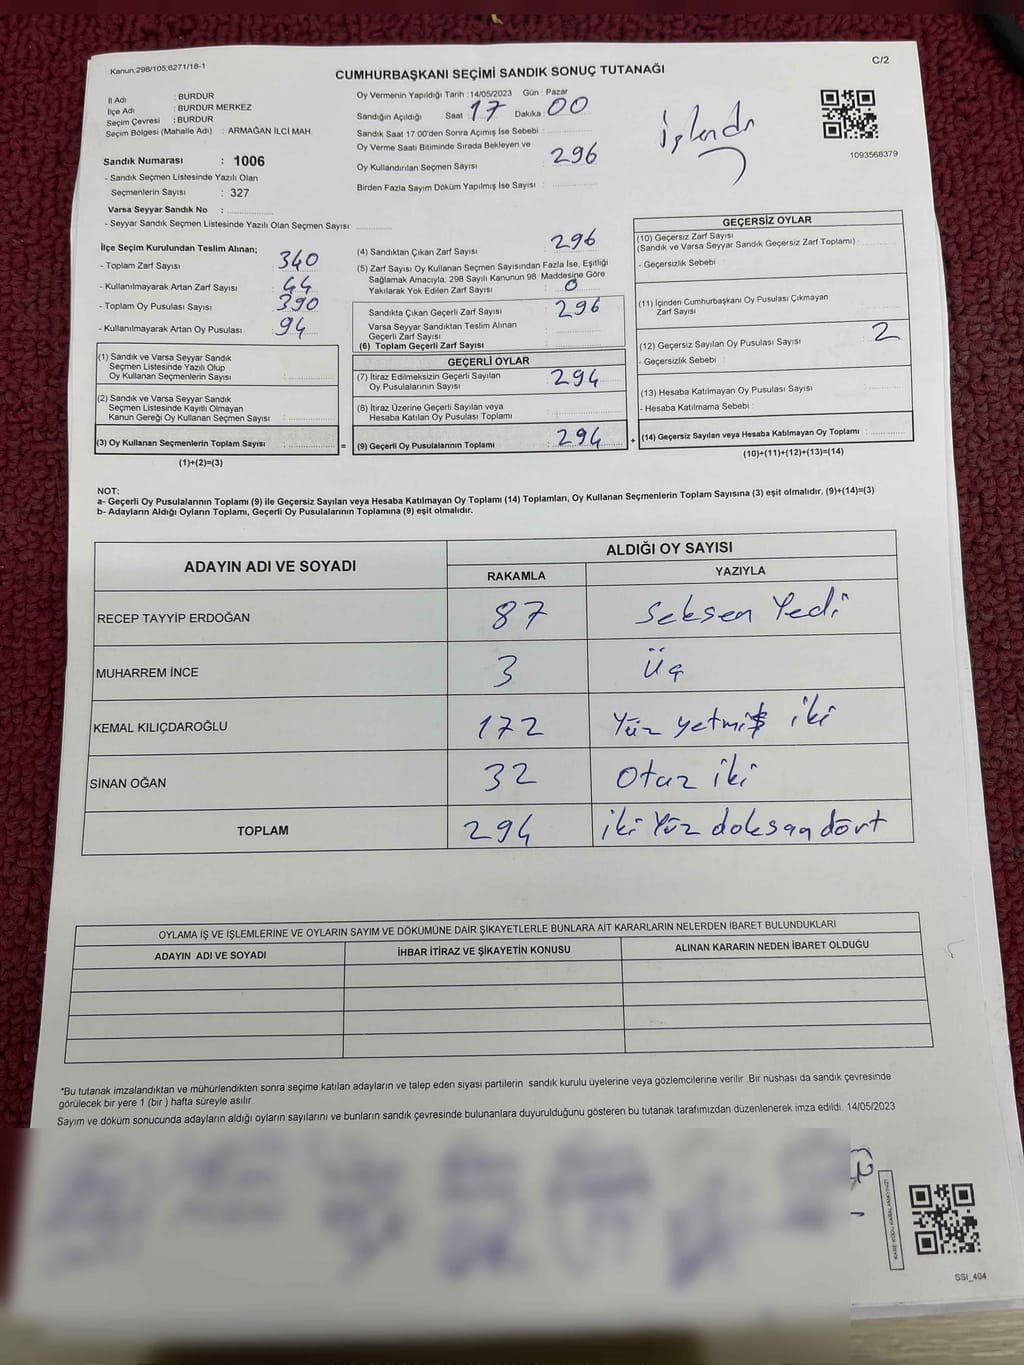 Kanun:298/105,6271/18-1
C/2
CUMHURBAŞKANI SEÇİMİ SANDIK SONUÇ TUTANAĞI
İl Adı : BURDUR
İlçe Adı : BURDUR MERKEZ
Seçim Çevresi : BURDUR
Seçim Bölgesi (Mahalle Adı) : ARMAĞAN İLCİ MAH.
Sandık Numarası : 1006
- Sandık Seçmen Listesinde Yazılı Olan
Seçmenlerin Sayısı : 327
Varsa Seyyar Sandık No :
- Seyyar Sandık Seçmen Listesinde Yazılı Olan Seçmen Sayısı:
Oy Vermenin Yapıldığı Tarih :14/05/2023 Gün : Pazar
Sandığın Açıldığı Saat 17 Dakika 00
Sandık Saat 17:00'den Sonra Açımış İse Sebebi :
Oy Verme Saati Bitiminde Sırada Bekleyen ve
Oy Kullandırılan Seçmen Sayısı 296
Birden Fazla Sayım Döküm Yapılmış İse Sayısı :
işlendi
1093568379
İlçe Seçim Kurulundan Teslim Alınan;
- Toplam Zarf Sayısı 340
- Kullanılmayarak Artan Zarf Sayısı 44
- Toplam Oy Pusulası Sayısı 390
- Kullanılmayarak Artan Oy Pusulası 94
(1) Sandık ve Varsa Seyyar Sandık
Seçmen Listesinde Yazılı Olup
Oy Kullanan Seçmenlerin Sayısı :
(2) Sandık ve Varsa Seyyar Sandık
Seçmen Listesinde Kayıtlı Olmayan
Kanun Gereği Oy Kullanan Seçmen Sayısı :
(3) Oy Kullanan Seçmenlerin Toplam Sayısı :
(1)+(2)=(3)
(4) Sandıktan Çıkan Zarf Sayısı : 296
(5) Zarf Sayısı Oy Kullanan Seçmen Sayısından Fazla İse, Eşitliği
Sağlamak Amacıyla; 298 Sayılı Kanunun 98. Maddesine Göre
Yakılarak Yok Edilen Zarf Sayısı : 0
Sandıkta Çıkan Geçerli Zarf Sayısı : 296
Varsa Seyyar Sandıktan Teslim Alınan
Geçerli Zarf Sayısı :
(6) Toplam Geçerli Zarf Sayısı :
GEÇERLİ OYLAR
(7) İtiraz Edilmeksizin Geçerli Sayılan
Oy Pusulalarının Sayısı : 294
(8) İtiraz Üzerine Geçerli Sayılan veya
Hesaba Katılan Oy Pusulası Toplamı :
= (9) Geçerli Oy Pusulalarının Toplamı : 294 +
GEÇERSİZ OYLAR
(10) Geçersiz Zarf Sayısı
(Sandık ve Varsa Seyyar Sandık Geçersiz Zarf Toplamı) :
- Geçersizlik Sebebi :
(11) İçinden Cumhurbaşkanı Oy Pusulası Çıkmayan
Zarf Sayısı :
(12) Geçersiz Sayılan Oy Pusulası Sayısı : 2
- Geçersizlik Sebebi :
(13) Hesaba Katılmayan Oy Pusulası Sayısı :
- Hesaba Katılmama Sebebi :
(14) Geçersiz Sayılan veya Hesaba Katılmayan Oy Toplamı :
(10)+(11)+(12)+(13)=(14)
NOT:
a- Geçerli Oy Pusulalarının Toplamı (9) ile Geçersiz Sayılan veya Hesaba Katılmayan Oy Toplamı (14) Toplamları, Oy Kullanan Seçmenlerin Toplam Sayısına (3) eşit olmalıdır. (9)+(14)=(3)
b- Adayların Aldığı Oyların Toplamı, Geçerli Oy Pusulalarının Toplamına (9) eşit olmalıdır.
ADAYIN ADI VE SOYADI ALDIĞI OY SAYISI
RAKAMLA YAZIYLA
RECEP TAYYİP ERDOĞAN 87 Seksen Yedi
MUHARREM İNCE 3 Üç
KEMAL KILIÇDAROĞLU 172 Yüz yetmiş iki
SİNAN OĞAN 32 Otuz iki
TOPLAM 294 iki Yüz doksan dört
OYLAMA İŞ VE İŞLEMLERİNE VE OYLARIN SAYIM VE DÖKÜMÜNE DAİR ŞİKAYETLERLE BUNLARA AİT KARARLARIN NELERDEN İBARET BULUNDUKLARI
ADAYIN ADI VE SOYADI İHBAR İTİRAZ VE ŞİKAYETİN KONUSU ALINAN KARARIN NEDEN İBARET OLDUĞU
*Bu tutanak imzalandıktan ve mühürlendikten sonra seçime katılan adayların ve talep eden siyasi partilerin sandık kurulu üyelerine veya gözlemcilerine verilir .Bir nüshası da sandık çevresinde
görülecek bir yere 1 (bir ) hafta süreyle asılır.
Sayım ve döküm sonucunda adayların aldığı oyların sayılarını ve bunların sandık çevresinde bulunanlara duyurulduğunu gösteren bu tutanak tarafımızdan düzenlenerek imza edildi. 14/05/2023
SSI_404